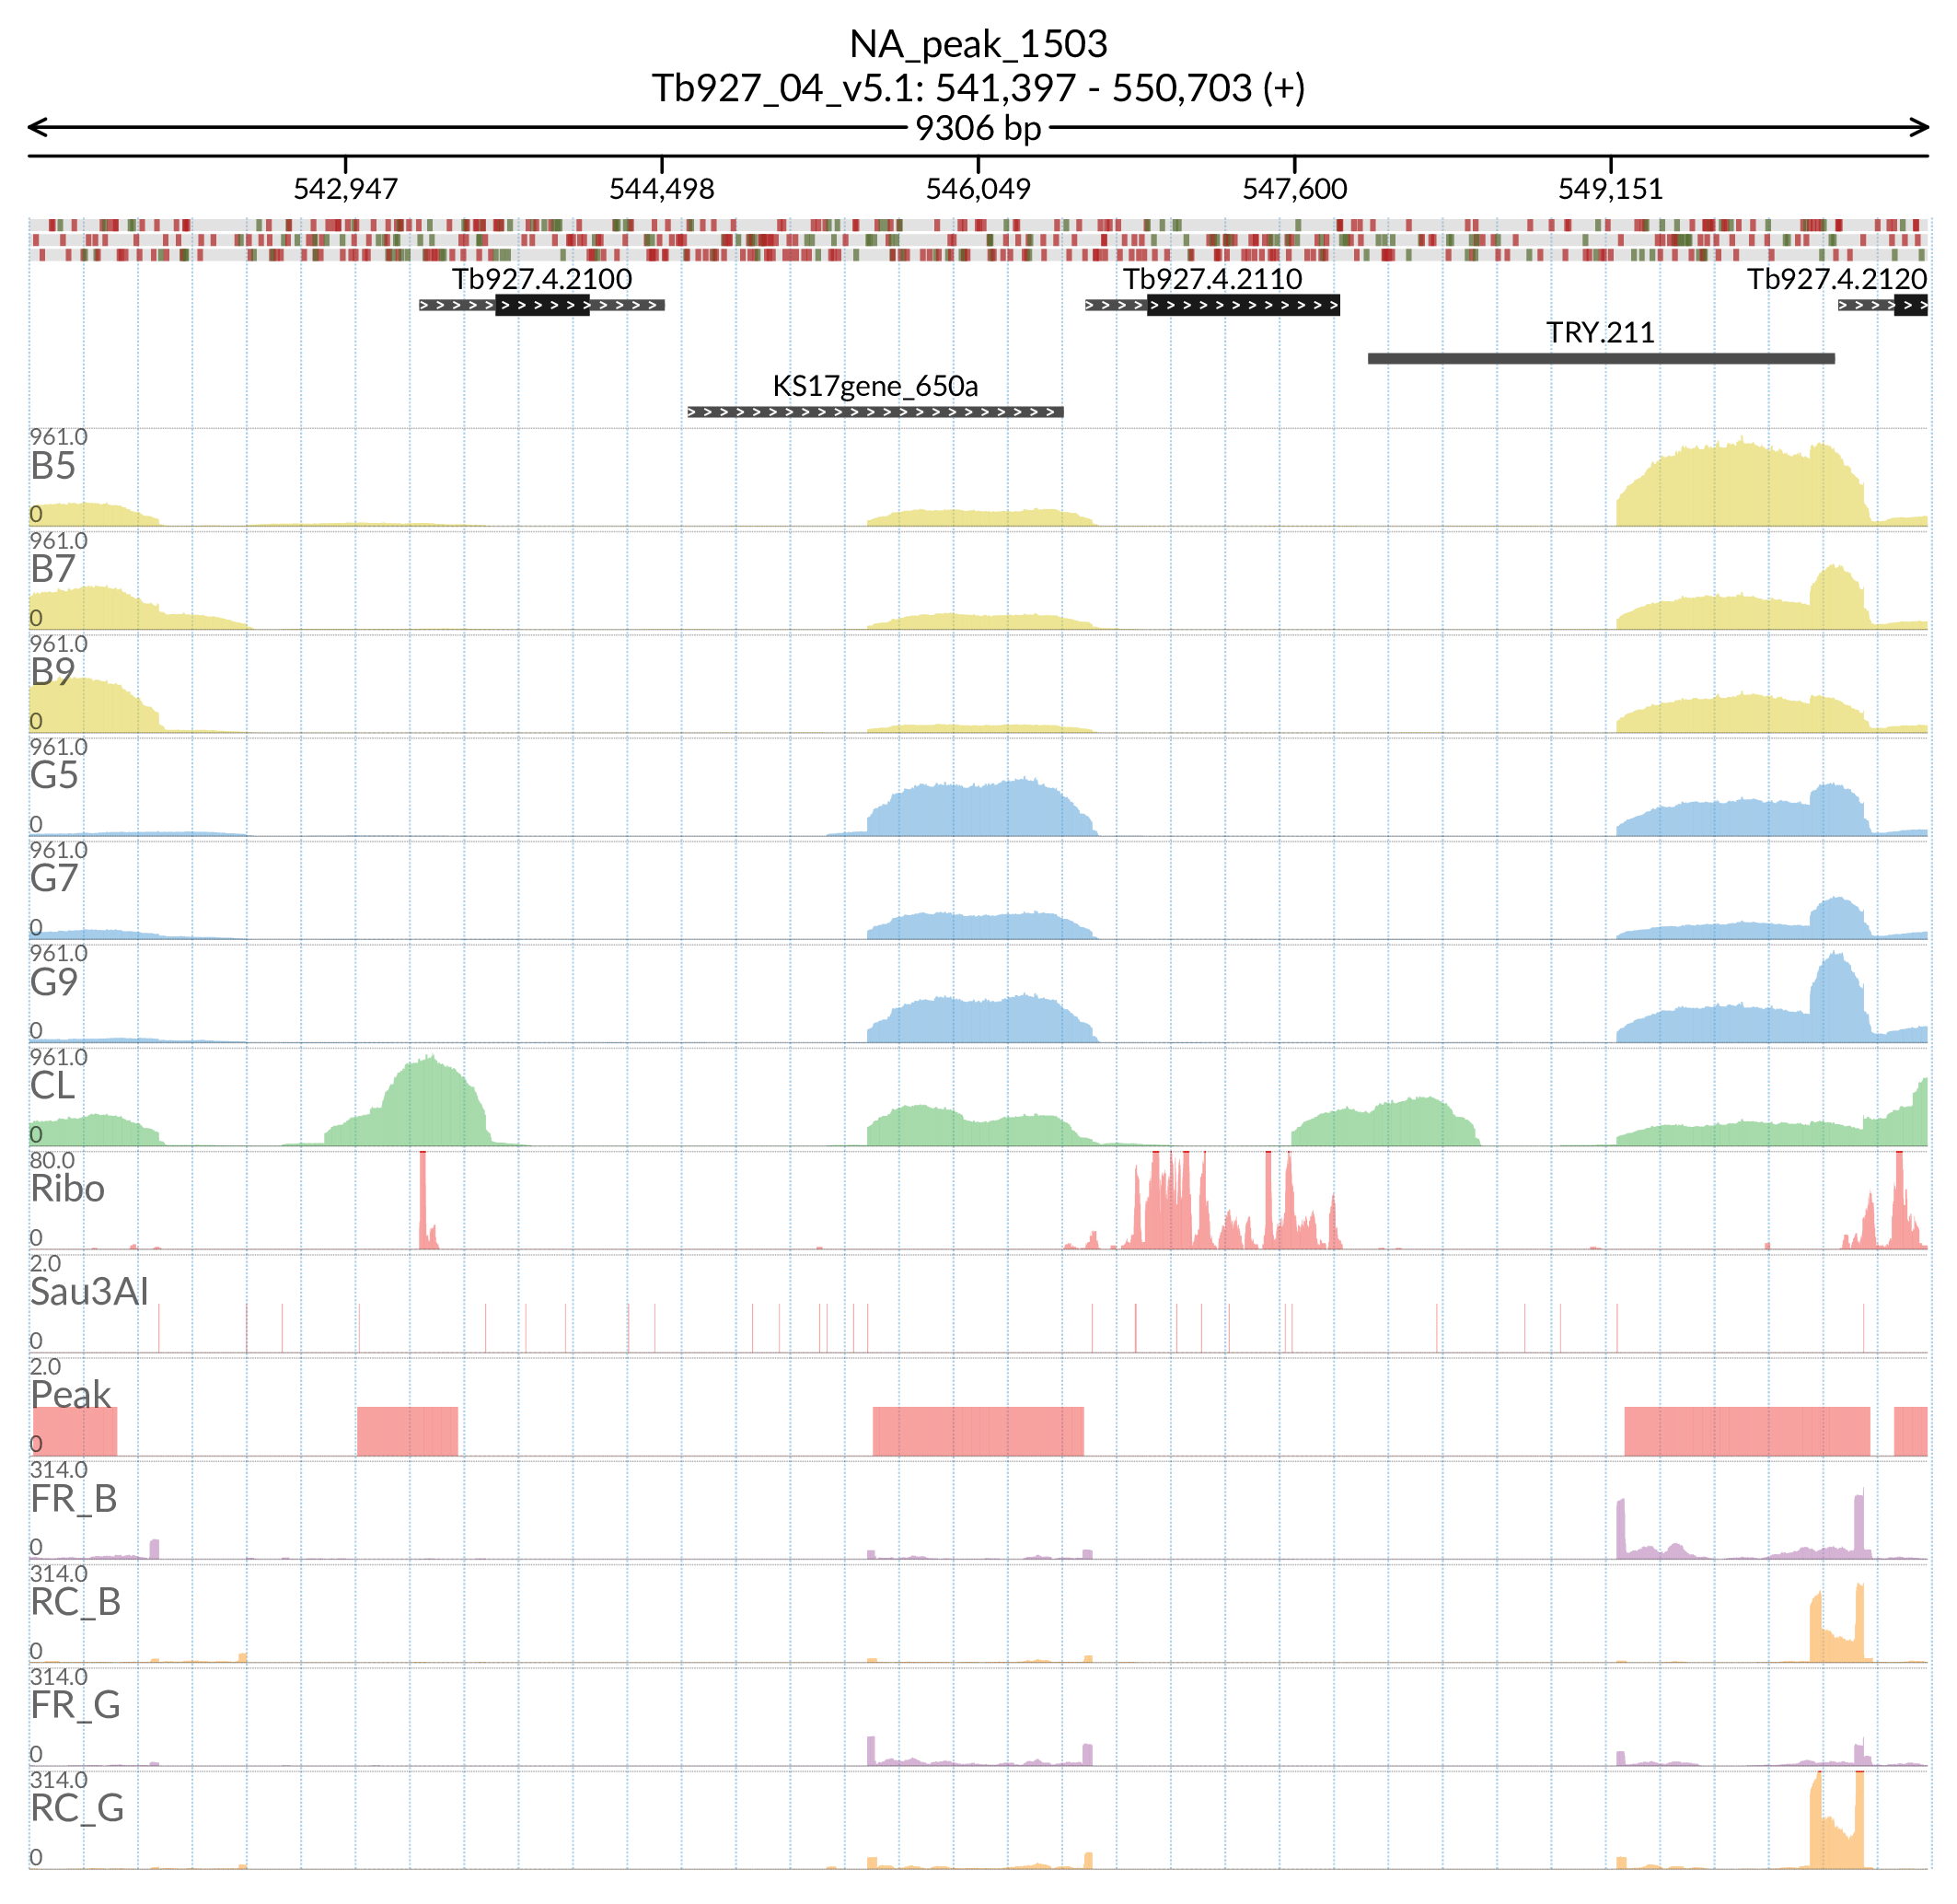 NA_peak_1503
Tb927_04_v5.1: 541,397 - 550,703 (+)
9306 bp
542,947 544,498 546,049 547,600 549,151
Tb927.4.2100 Tb927.4.2110 Tb927.4.2120
TRY.211
KS17gene_650a
961.0
B5
0
961.0
B7
0
961.0
B9
0
961.0
G5
0
961.0
G7
0
961.0
G9
0
961.0
CL
0
80.0
Ribo
0
2.0
Sau3AI
0
2.0
Peak
0
314.0
FR_B
0
314.0
RC_B
0
314.0
FR_G
0
314.0
RC_G
0